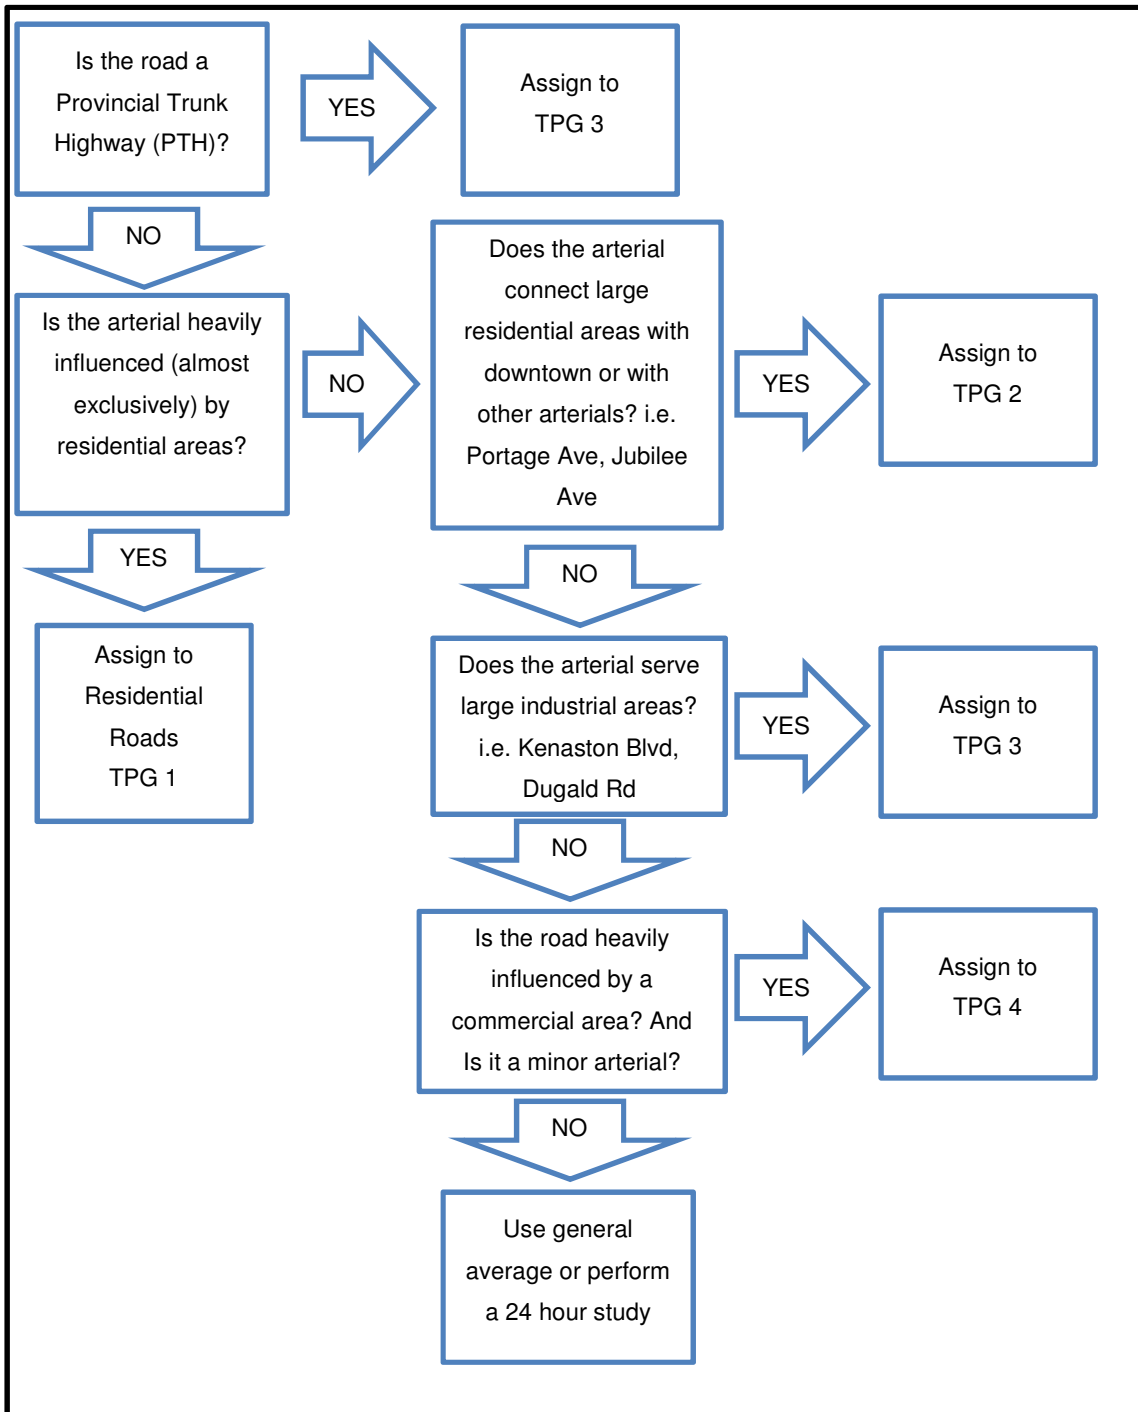 Is the road a
Provincial Trunk
Highway (PTH)?
YES
Assign to
TPG 3
NO
Is the arterial heavily
influenced (almost
exclusively) by
residential areas?
NO
Does the arterial
connect large
residential areas with
downtown or with
other arterials? i.e.
Portage Ave, Jubilee
Ave
YES
Assign to
TPG 2
YES
Assign to
Residential
Roads
TPG 1
NO
Does the arterial serve
large industrial areas?
i.e. Kenaston Blvd,
Dugald Rd
YES
Assign to
TPG 3
NO
Is the road heavily
influenced by a
commercial area? And
Is it a minor arterial?
YES
Assign to
TPG 4
NO
Use general
average or perform
a 24 hour study